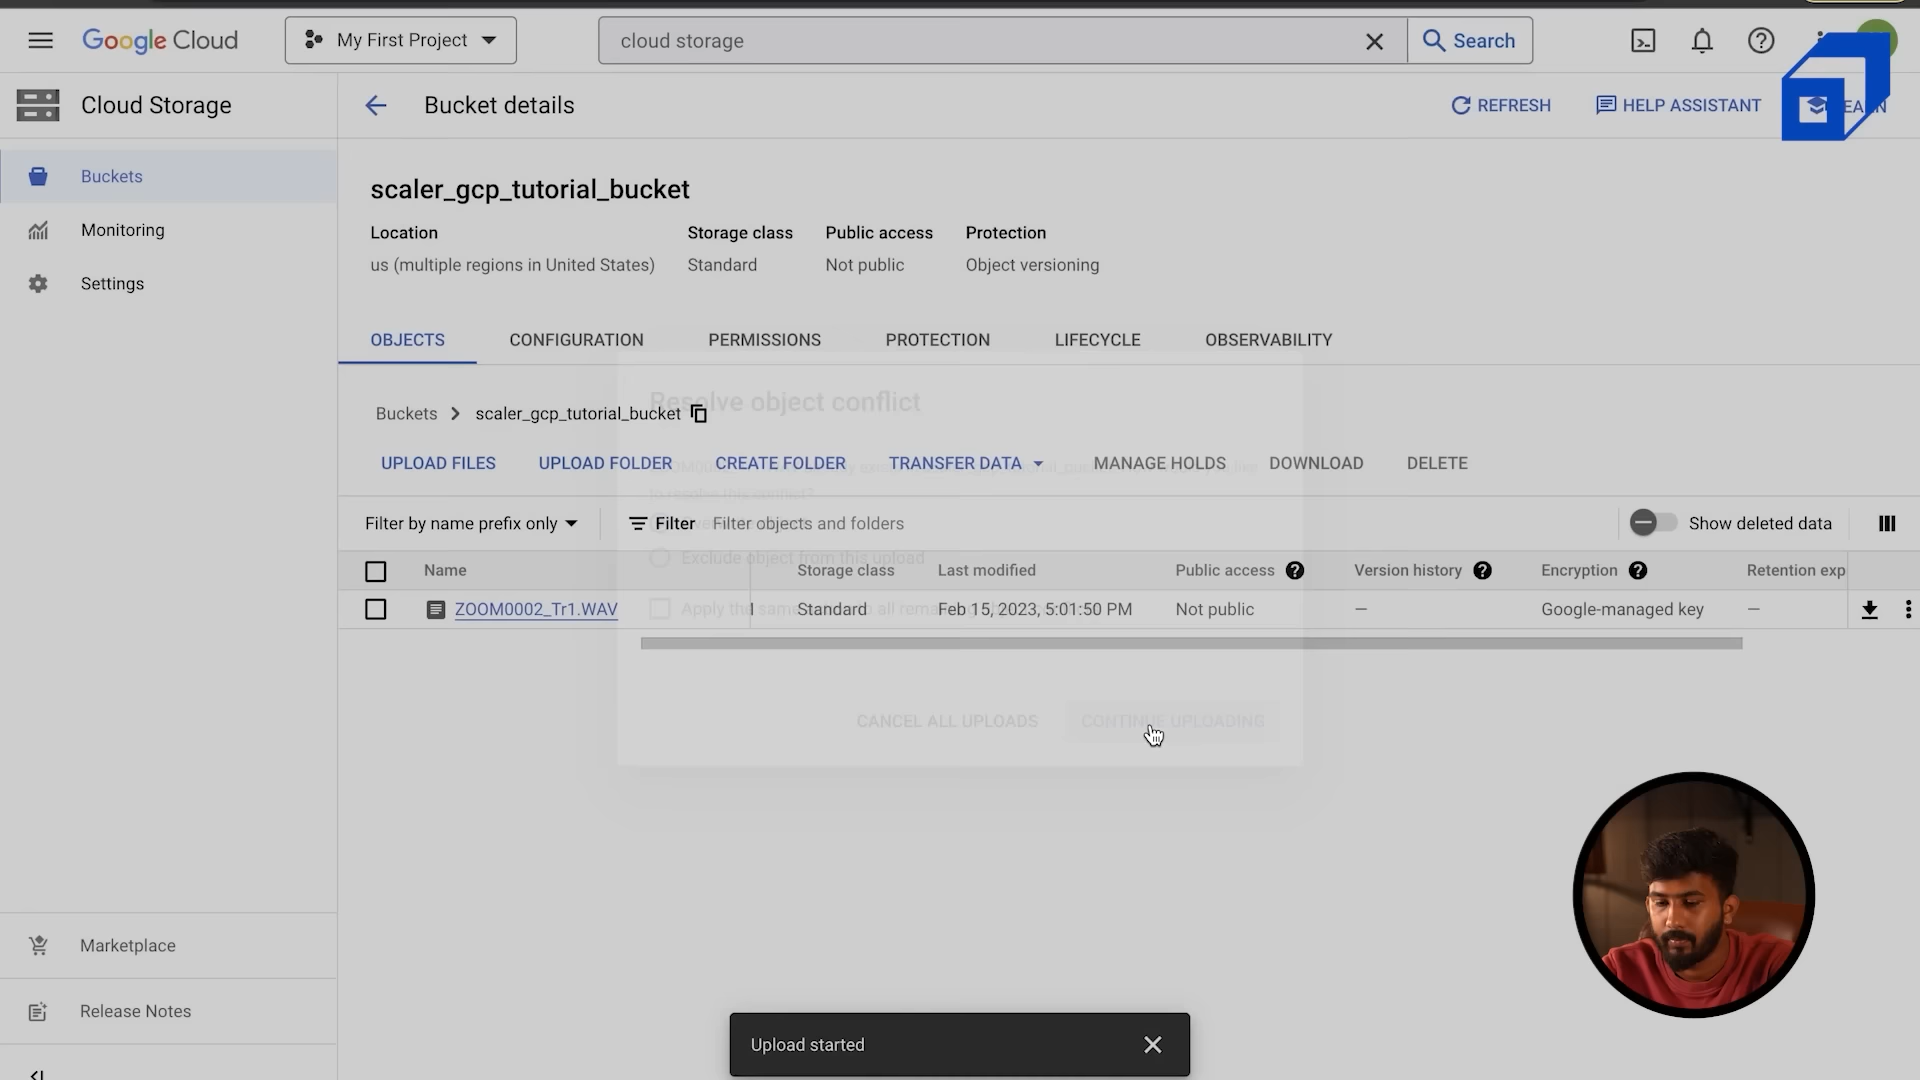 Google Cloud
My First Project
cloud storage
Search
Cloud Storage
Bucket details
REFRESH
HELP ASSISTANT
Buckets
Monitoring
Settings
scaler_gcp_tutorial_bucket
Location
Storage class
Public access
Protection
us (multiple regions in United States)
Standard
Not public
Object versioning
OBJECTS
CONFIGURATION
PERMISSIONS
PROTECTION
LIFECYCLE
OBSERVABILITY
Resolve object conflict
Buckets
scaler_gcp_tutorial_bucket
UPLOAD FILES
UPLOAD FOLDER
CREATE FOLDER
TRANSFER DATA
MANAGE HOLDS
DOWNLOAD
DELETE
to resolve this conflict?
Filter by name prefix only
Filter
Filter objects and folders
Show deleted data
Exclude object from this upload
Name
Storage class
Last modified
Public access
Version history
Encryption
Retention exp
ZOOM0002_Tr1.WAV
Standard
Feb 15, 2023, 5:01:50 PM
Not public
—
Google-managed key
—
CANCEL ALL UPLOADS
CONTINUE UPLOADING
Marketplace
Release Notes
Upload started